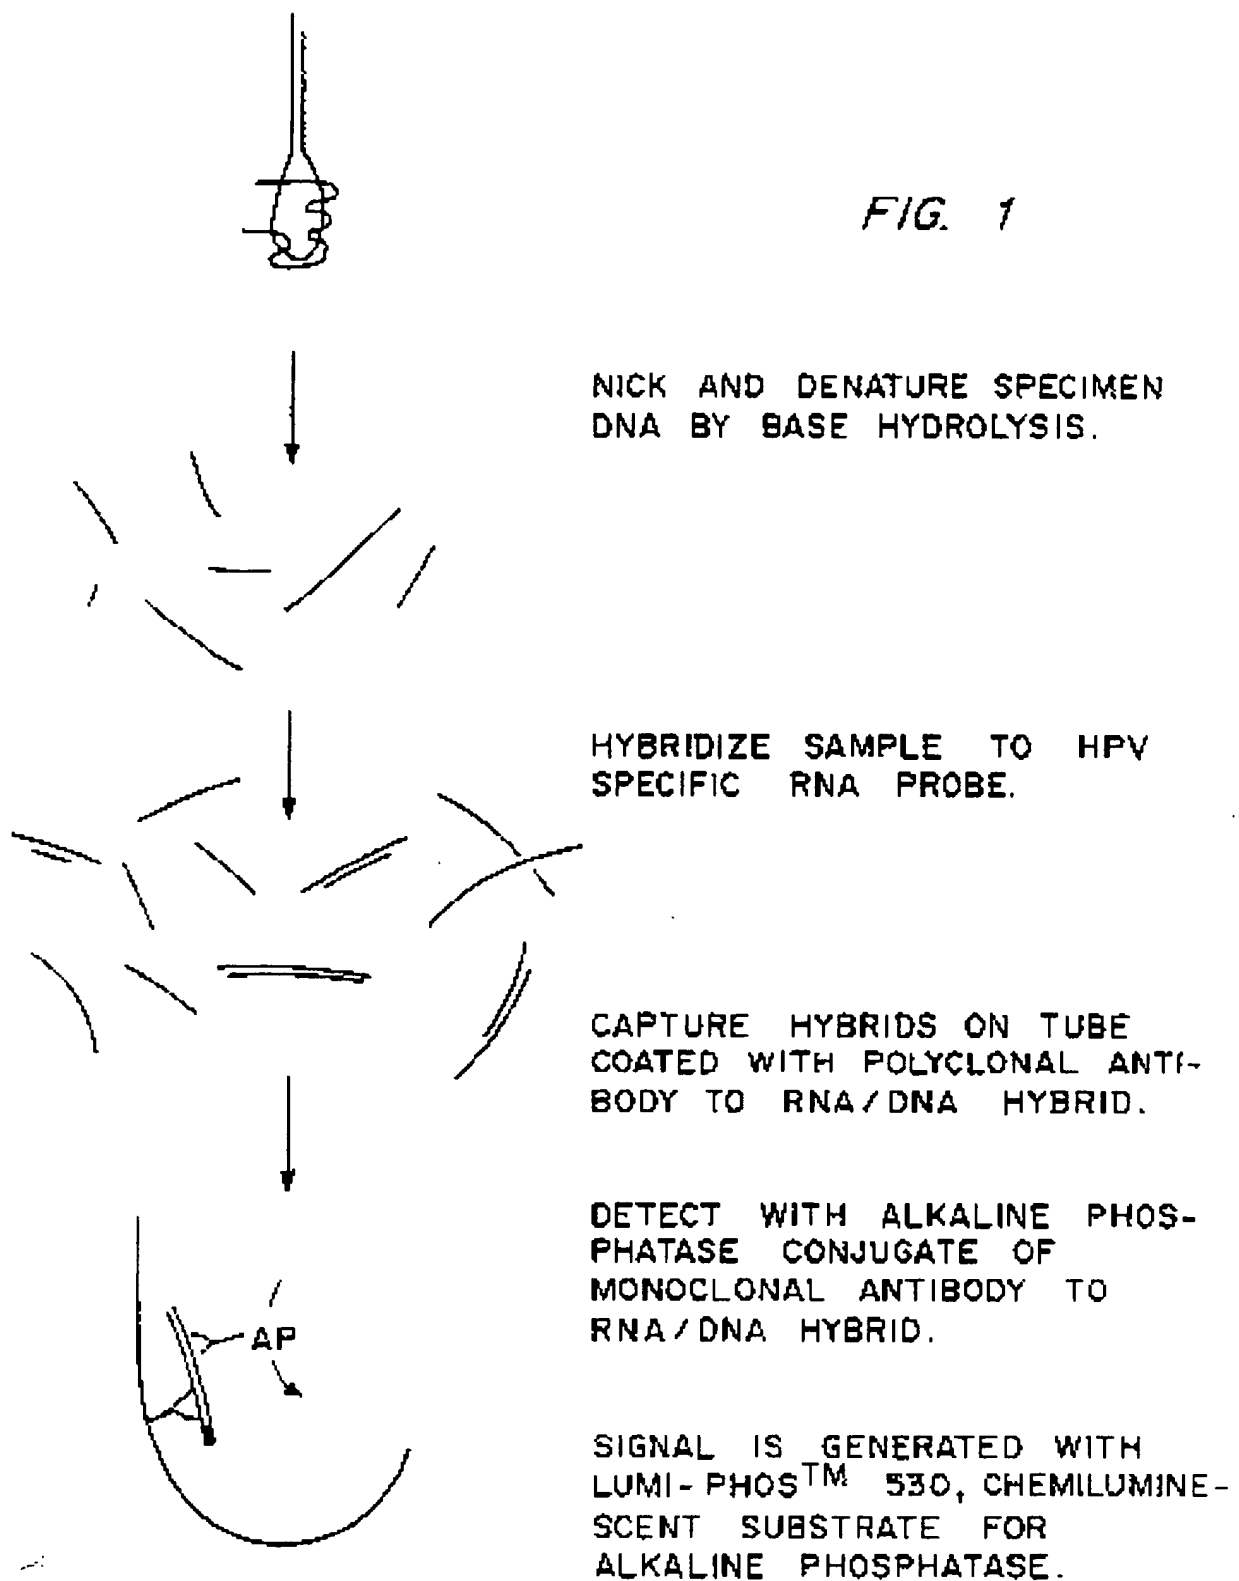 FIG. 1
NICK AND DENATURE SPECIMEN
DNA BY BASE HYDROLYSIS.
HYBRIDIZE SAMPLE TO HPV
SPECIFIC RNA PROBE.
CAPTURE HYBRIDS ON TUBE
COATED WITH POLYCLONAL ANTI-
BODY TO RNA/DNA HYBRID.
DETECT WITH ALKALINE PHOS-
PHATASE CONJUGATE OF
MONOCLONAL ANTIBODY TO
RNA/DNA HYBRID.
AP
SIGNAL IS GENERATED WITH
LUMI-PHOS™ 530, CHEMILUMINE-
SCENT SUBSTRATE FOR
ALKALINE PHOSPHATASE.